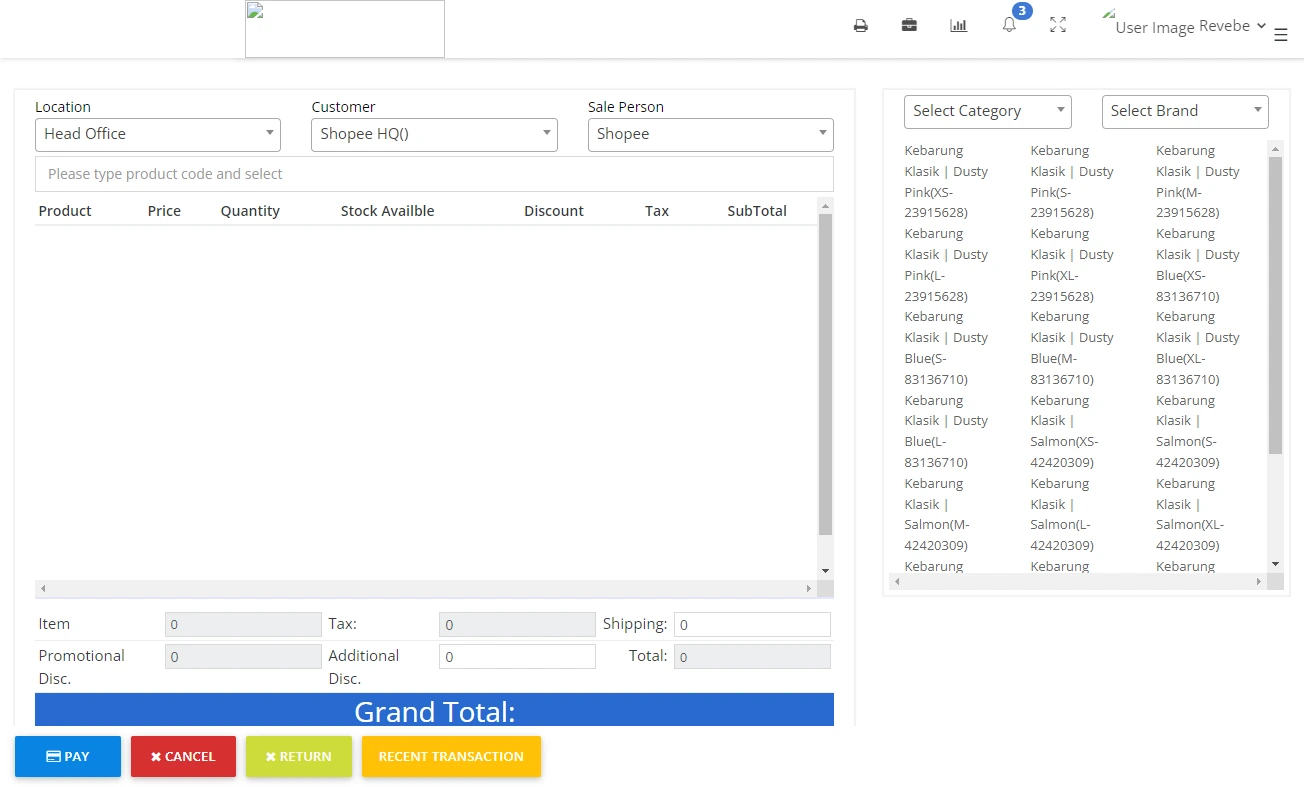 3
User Image Revebe
Location
Customer
Sale Person
Head Office
Shopee HQ()
Shopee
Please type product code and select
Product Price Quantity Stock Availble Discount Tax SubTotal
Item 0 Tax: 0 Shipping: 0
Promotional Disc. 0 Additional Disc. 0 Total: 0
Grand Total:
PAY
CANCEL
RETURN
RECENT TRANSACTION
Select Category
Select Brand
Kebarung Kebarung Kebarung
Klasik | Dusty Klasik | Dusty Klasik | Dusty
Pink(XS- Pink(S- Pink(M-
23915628) 23915628) 23915628)
Kebarung Kebarung Kebarung
Klasik | Dusty Klasik | Dusty Klasik | Dusty
Pink(L- Pink(XL- Blue(XS-
23915628) 23915628) 83136710)
Kebarung Kebarung Kebarung
Klasik | Dusty Klasik | Dusty Klasik | Dusty
Blue(S- Blue(M- Blue(XL-
83136710) 83136710) 83136710)
Kebarung Kebarung Kebarung
Klasik | Dusty Klasik | Klasik |
Blue(L- Salmon(XS- Salmon(S-
83136710) 42420309) 42420309)
Kebarung Kebarung Kebarung
Klasik | Klasik | Klasik |
Salmon(M- Salmon(L- Salmon(XL-
42420309) 42420309) 42420309)
Kebarung Kebarung Kebarung